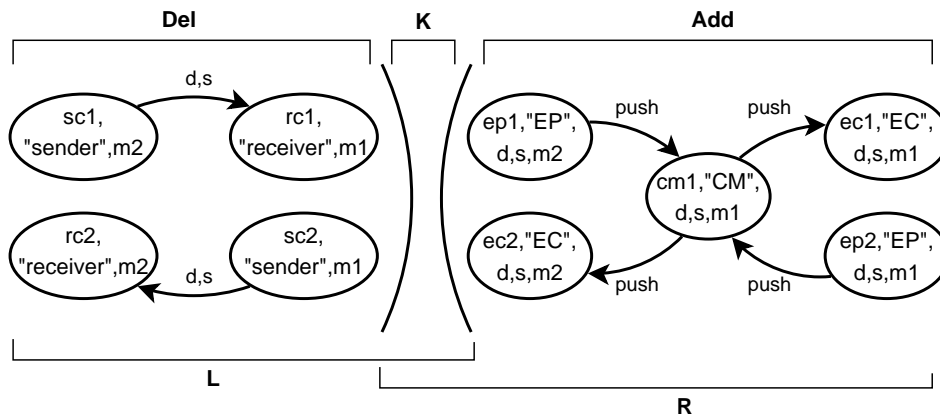 Del
K
Add
d,s
sc1,
"sender",m2
rc1,
"receiver",m1
rc2,
"receiver",m2
sc2,
"sender",m1
d,s
ep1,"EP",
d,s,m2
push
push
ec1,"EC",
d,s,m1
cm1,"CM",
d,s,m1
ec2,"EC",
d,s,m2
push
push
ep2,"EP",
d,s,m1
L
R